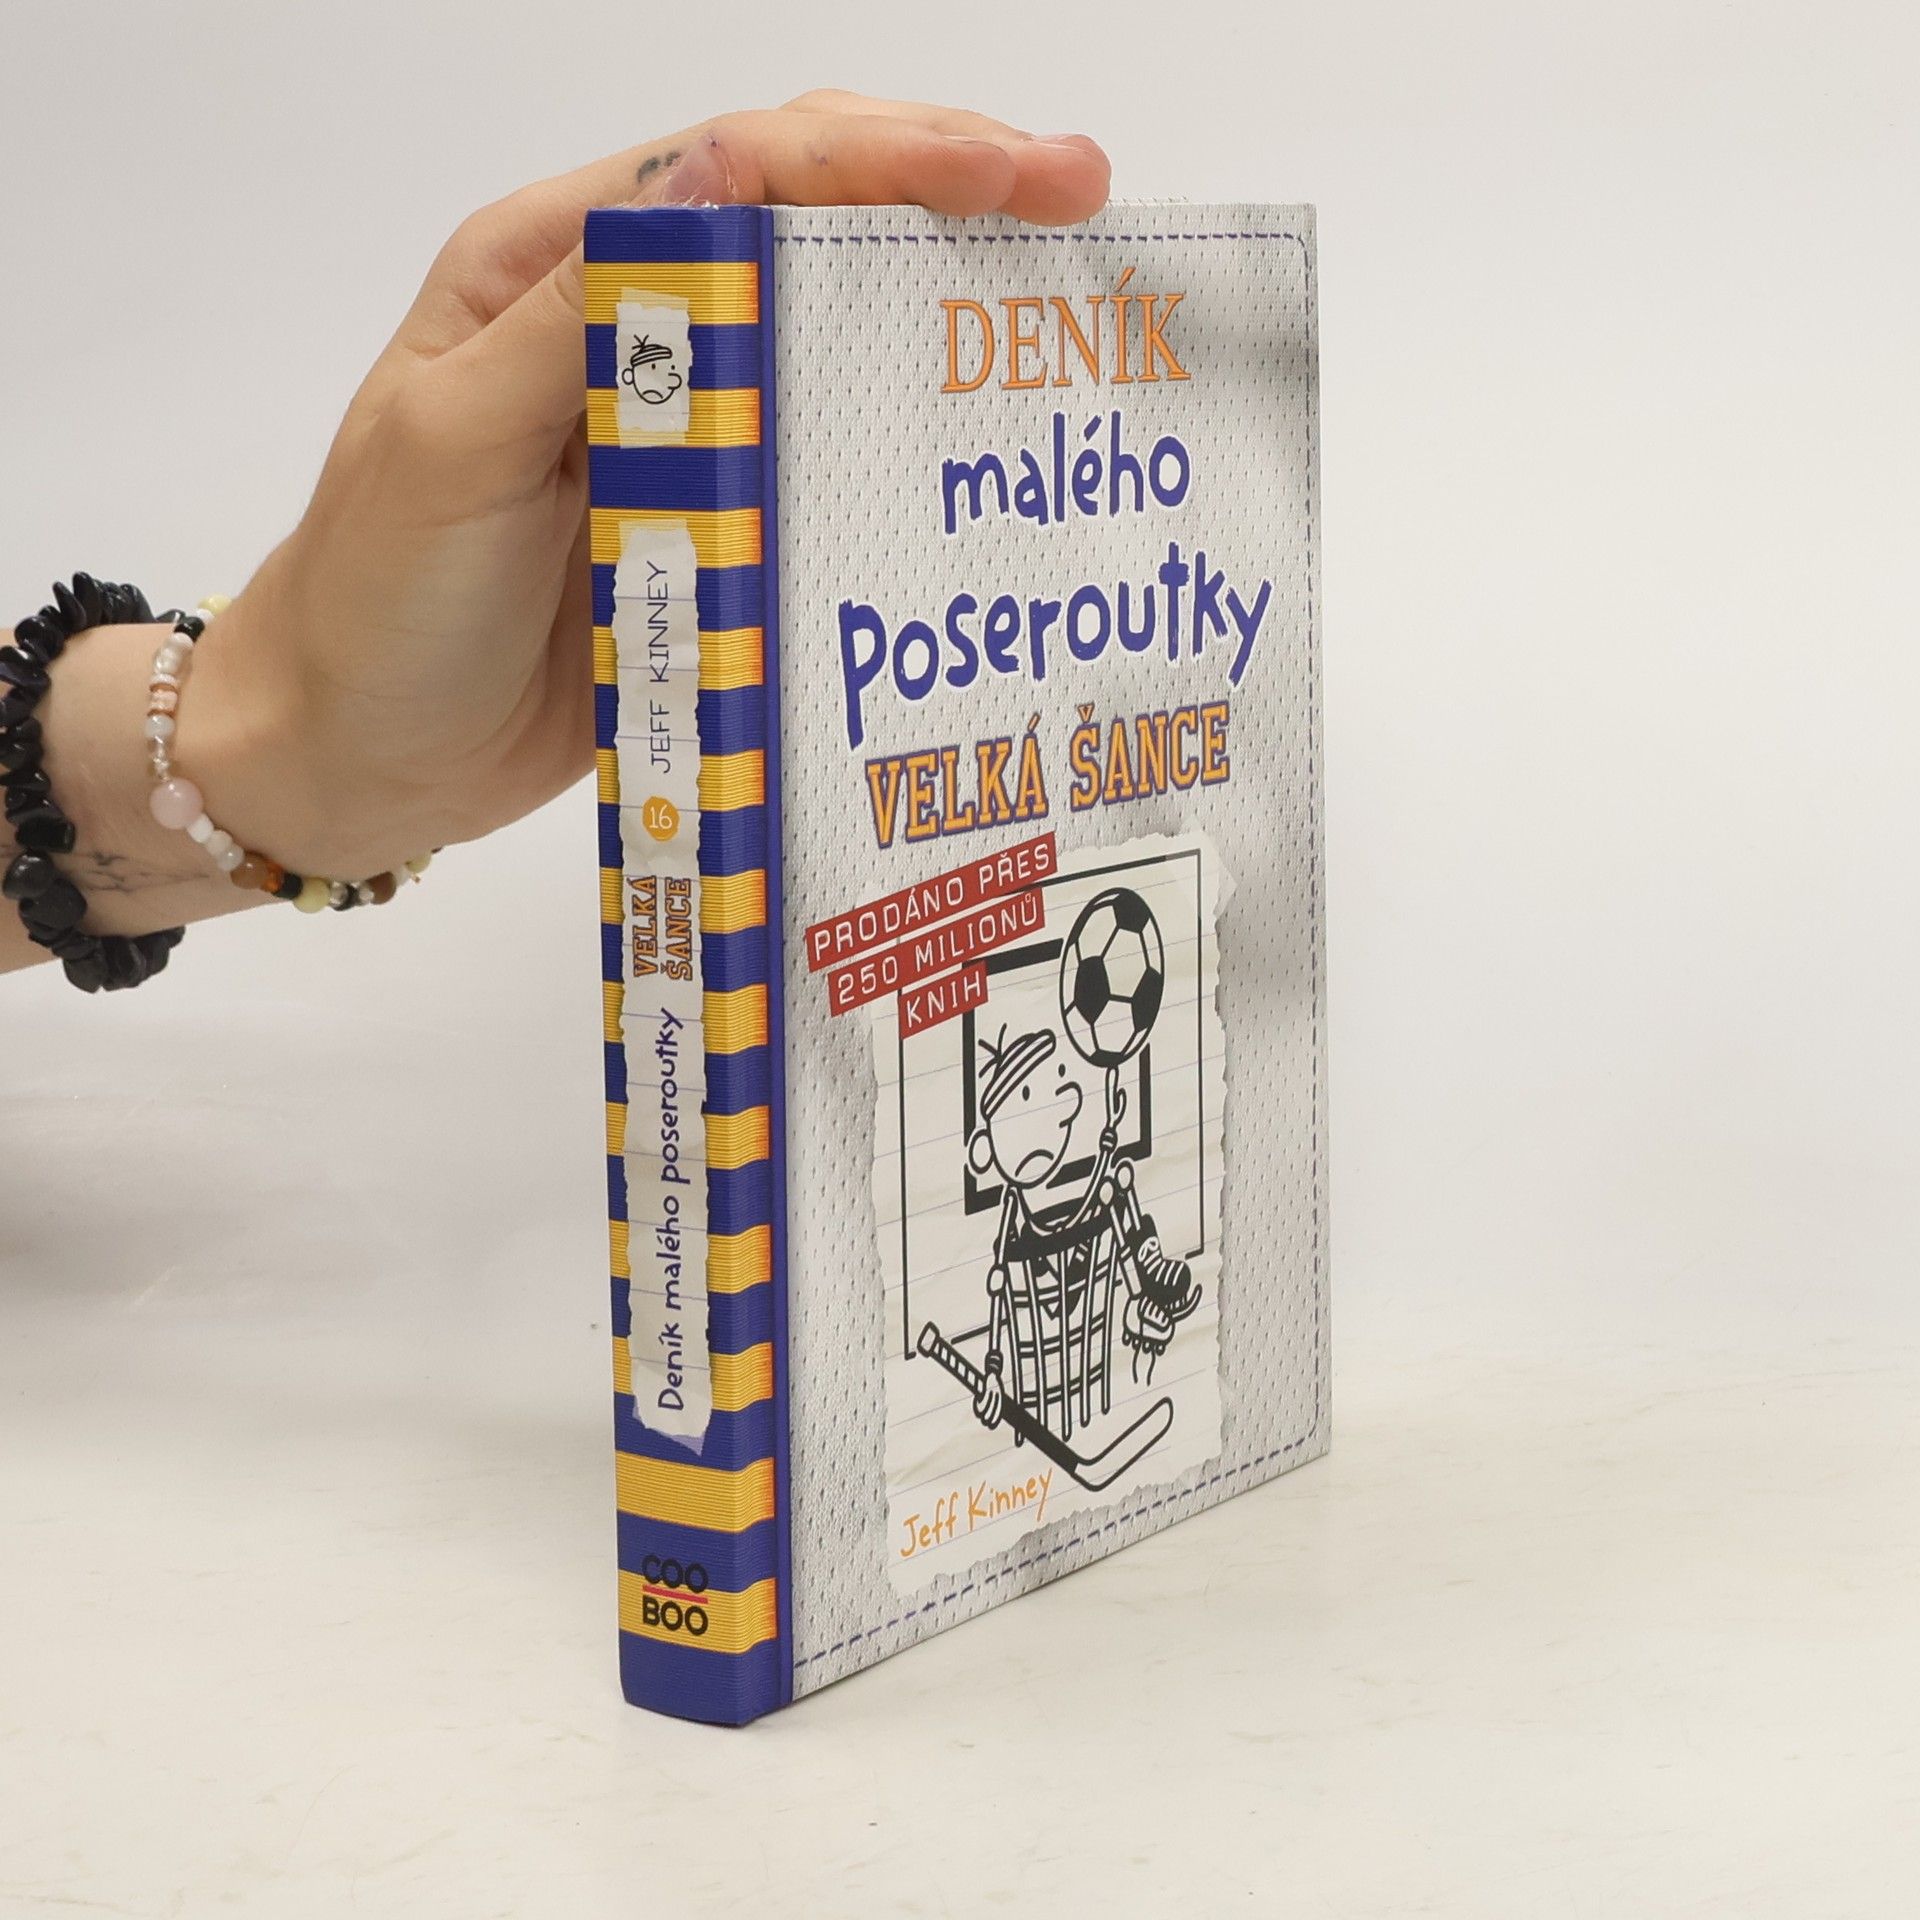 DENÍK
malého
poseroutky
VELKÁ ŠANCE
PRODÁNO PŘES
250 MILIONŮ
KNIH
Jeff Kinney
Deník malého poseroutky
VELKÁ
ŠANCE
16
JEFF KINNEY
COO
BOO